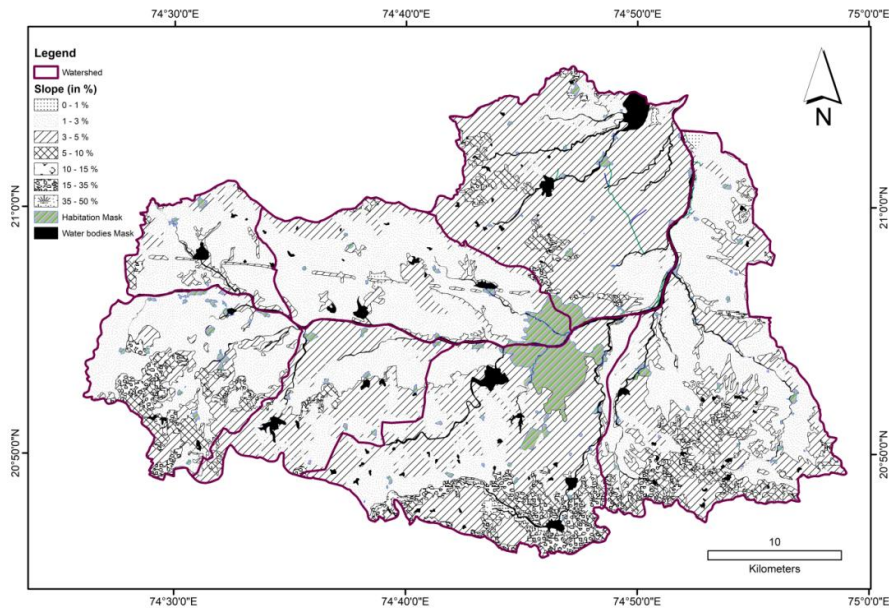 74°30'0"E 74°40'0"E 74°50'0"E 75°0'0"E
Legend
Watershed
Slope (in %)
0 - 1 %
1 - 3 %
3 - 5 %
5 - 10 %
10 - 15 %
15 - 35 %
35 - 50 %
Habitation Mask
Water bodies Mask
N
21°0'0"N 21°0'0"N
20°50'0"N 20°50'0"N
10
Kilometers
74°30'0"E 74°40'0"E 74°50'0"E 75°0'0"E